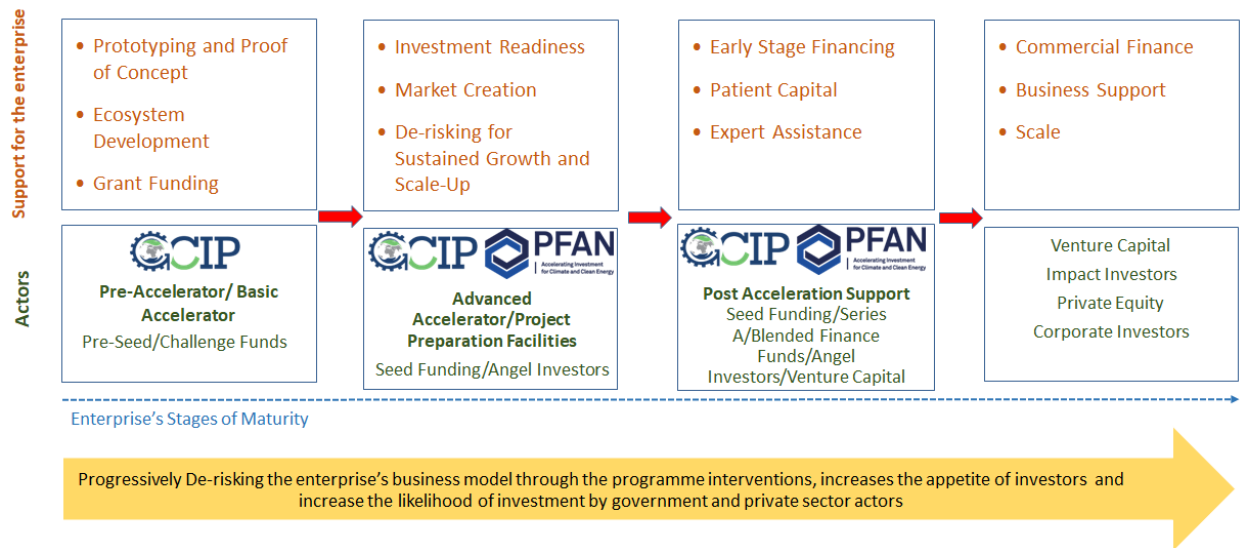 Support for the enterprise
• Prototyping and Proof
of Concept
• Ecosystem
Development
• Grant Funding
• Investment Readiness
• Market Creation
• De-risking for
Sustained Growth and
Scale-Up
• Early Stage Financing
• Patient Capital
• Expert Assistance
• Commercial Finance
• Business Support
• Scale
Actors
GCIP
Pre-Accelerator/ Basic
Accelerator
Pre-Seed/Challenge Funds
GCIP
PFAN
Accelerating Investment
for Climate and Clean Energy
Advanced
Accelerator/Project
Preparation Facilities
Seed Funding/Angel Investors
GCIP
PFAN
Accelerating Investment
for Climate and Clean Energy
Post Acceleration Support
Seed Funding/Series
A/Blended Finance
Funds/Angel
Investors/Venture Capital
Venture Capital
Impact Investors
Private Equity
Corporate Investors
Enterprise’s Stages of Maturity
Progressively De-risking the enterprise’s business model through the programme interventions, increases the appetite of investors and
increase the likelihood of investment by government and private sector actors